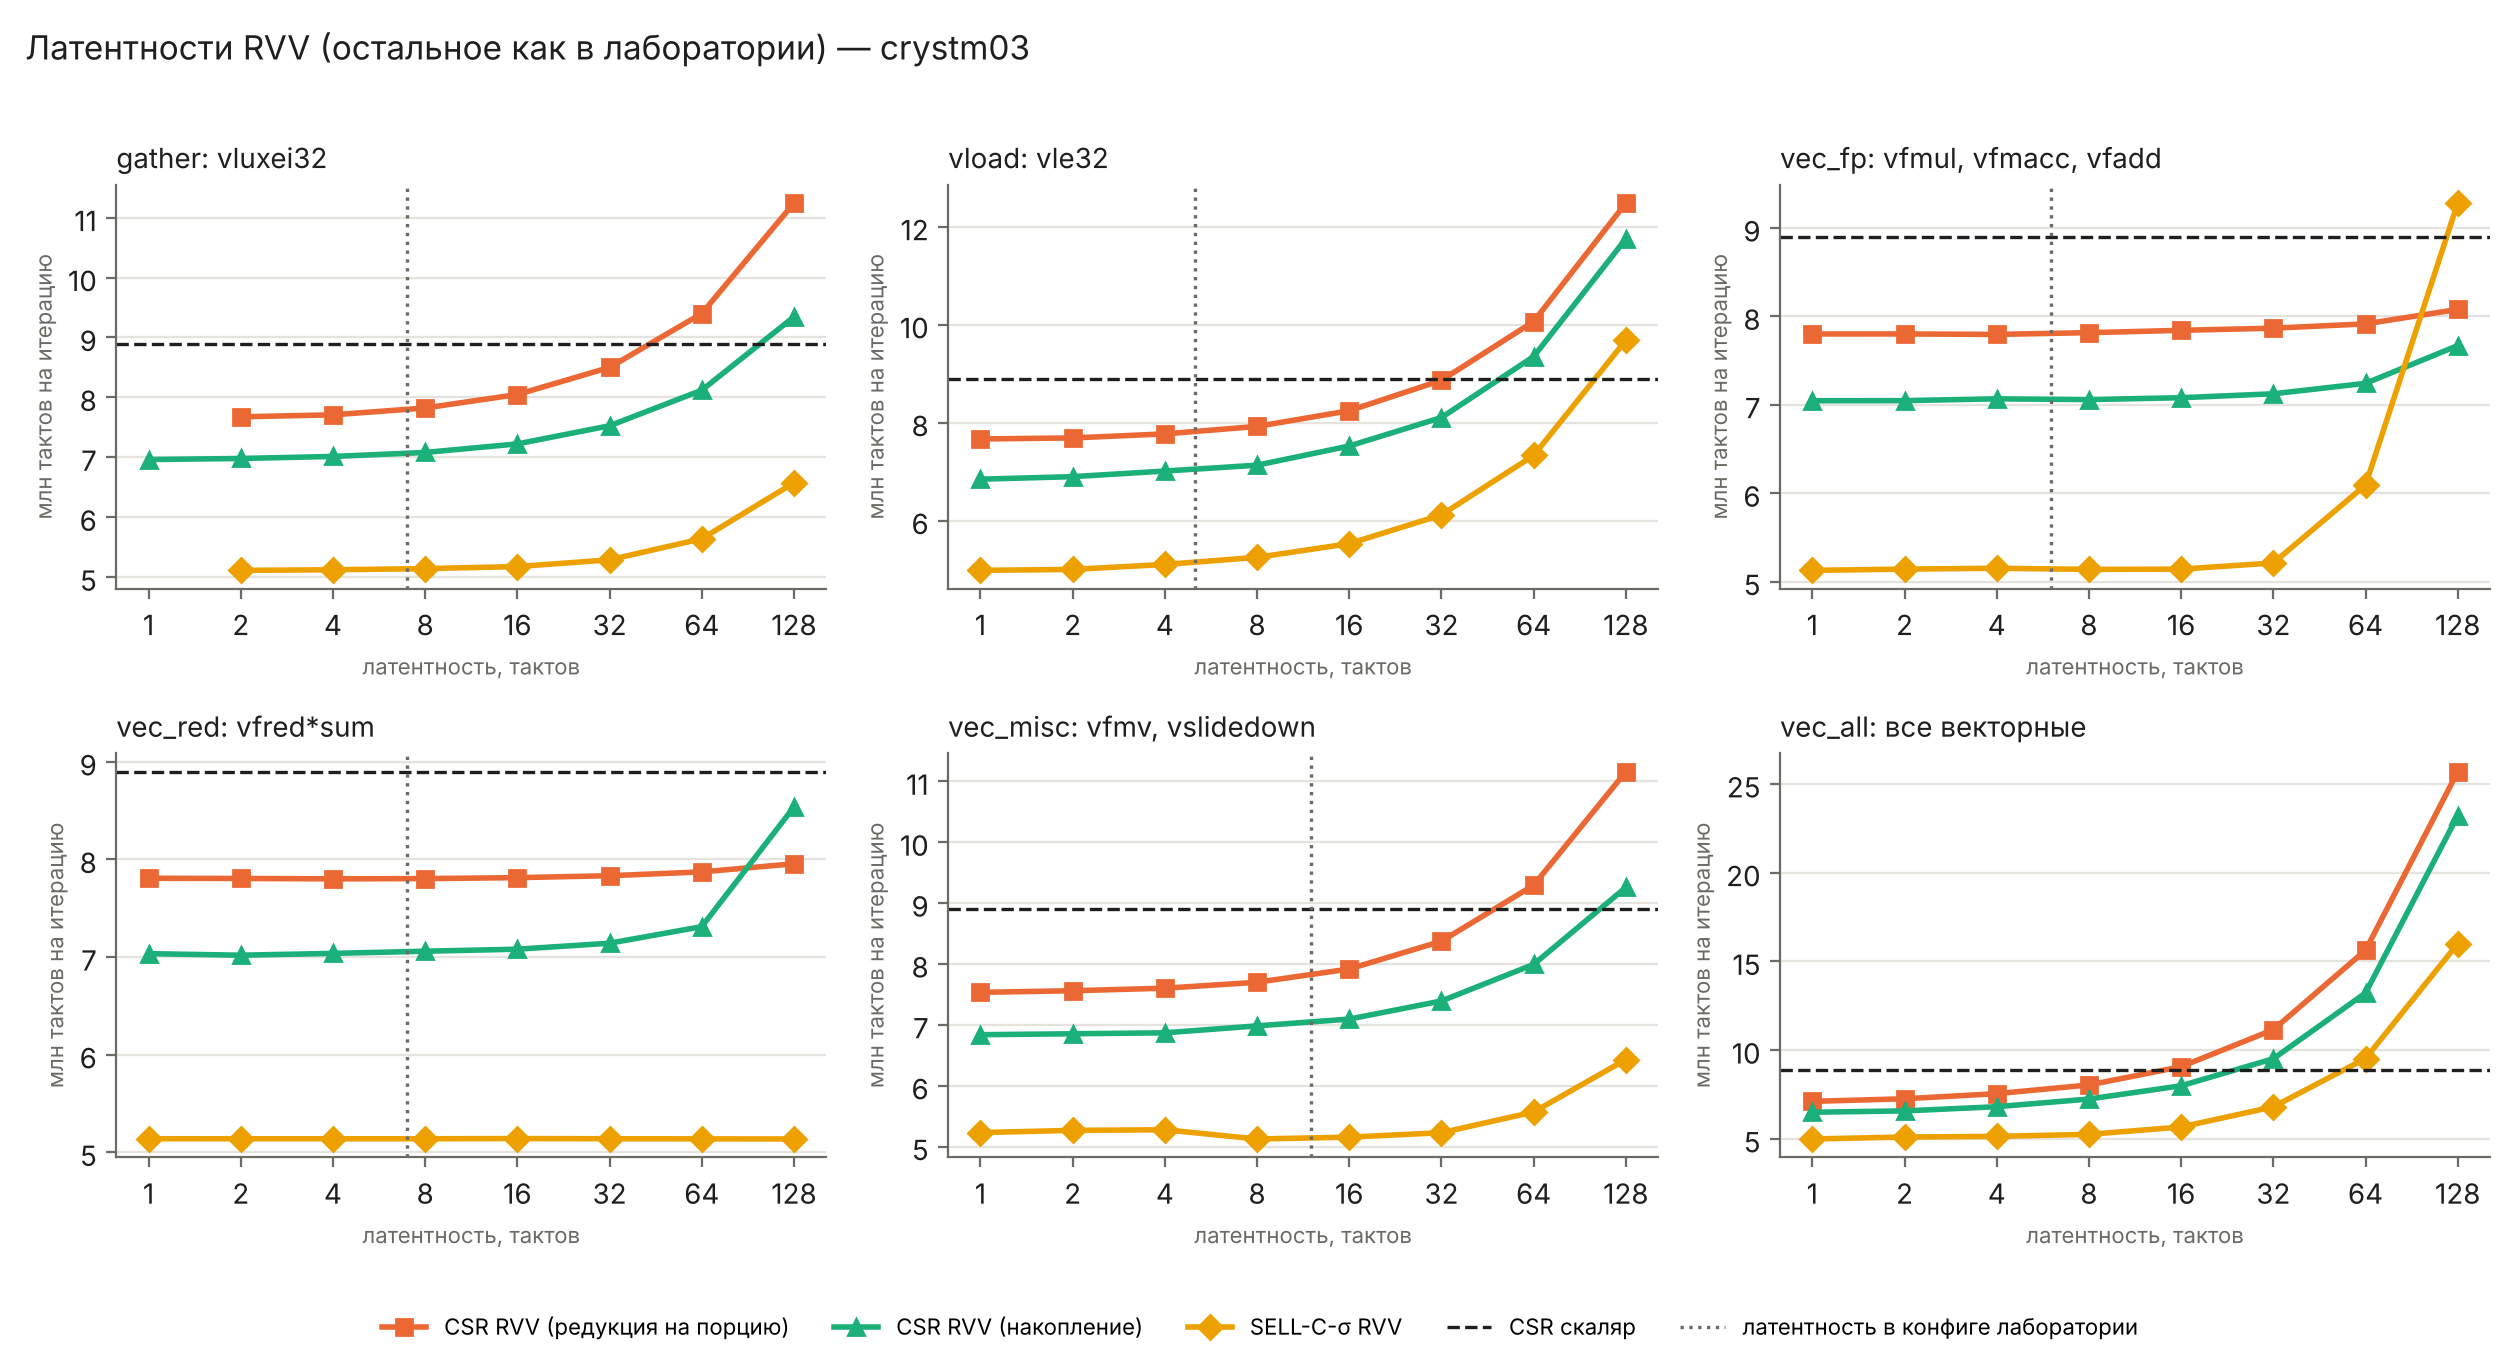 Латентности RVV (остальное как в лаборатории) — crystm03
gather: vluxei32
млн тактов на итерацию
11
10
9
8
7
6
5
1 2 4 8 16 32 64 128
латентность, тактов
vload: vle32
млн тактов на итерацию
12
10
8
6
1 2 4 8 16 32 64 128
латентность, тактов
vec_fp: vfmul, vfmacc, vfadd
млн тактов на итерацию
9
8
7
6
5
1 2 4 8 16 32 64 128
латентность, тактов
vec_red: vfred*sum
млн тактов на итерацию
9
8
7
6
5
1 2 4 8 16 32 64 128
латентность, тактов
vec_misc: vfmv, vslidedown
млн тактов на итерацию
11
10
9
8
7
6
5
1 2 4 8 16 32 64 128
латентность, тактов
vec_all: все векторные
млн тактов на итерацию
25
20
15
10
5
1 2 4 8 16 32 64 128
латентность, тактов
CSR RVV (редукция на порцию) CSR RVV (накопление) SELL-C-σ RVV CSR скаляр латентность в конфиге лаборатории